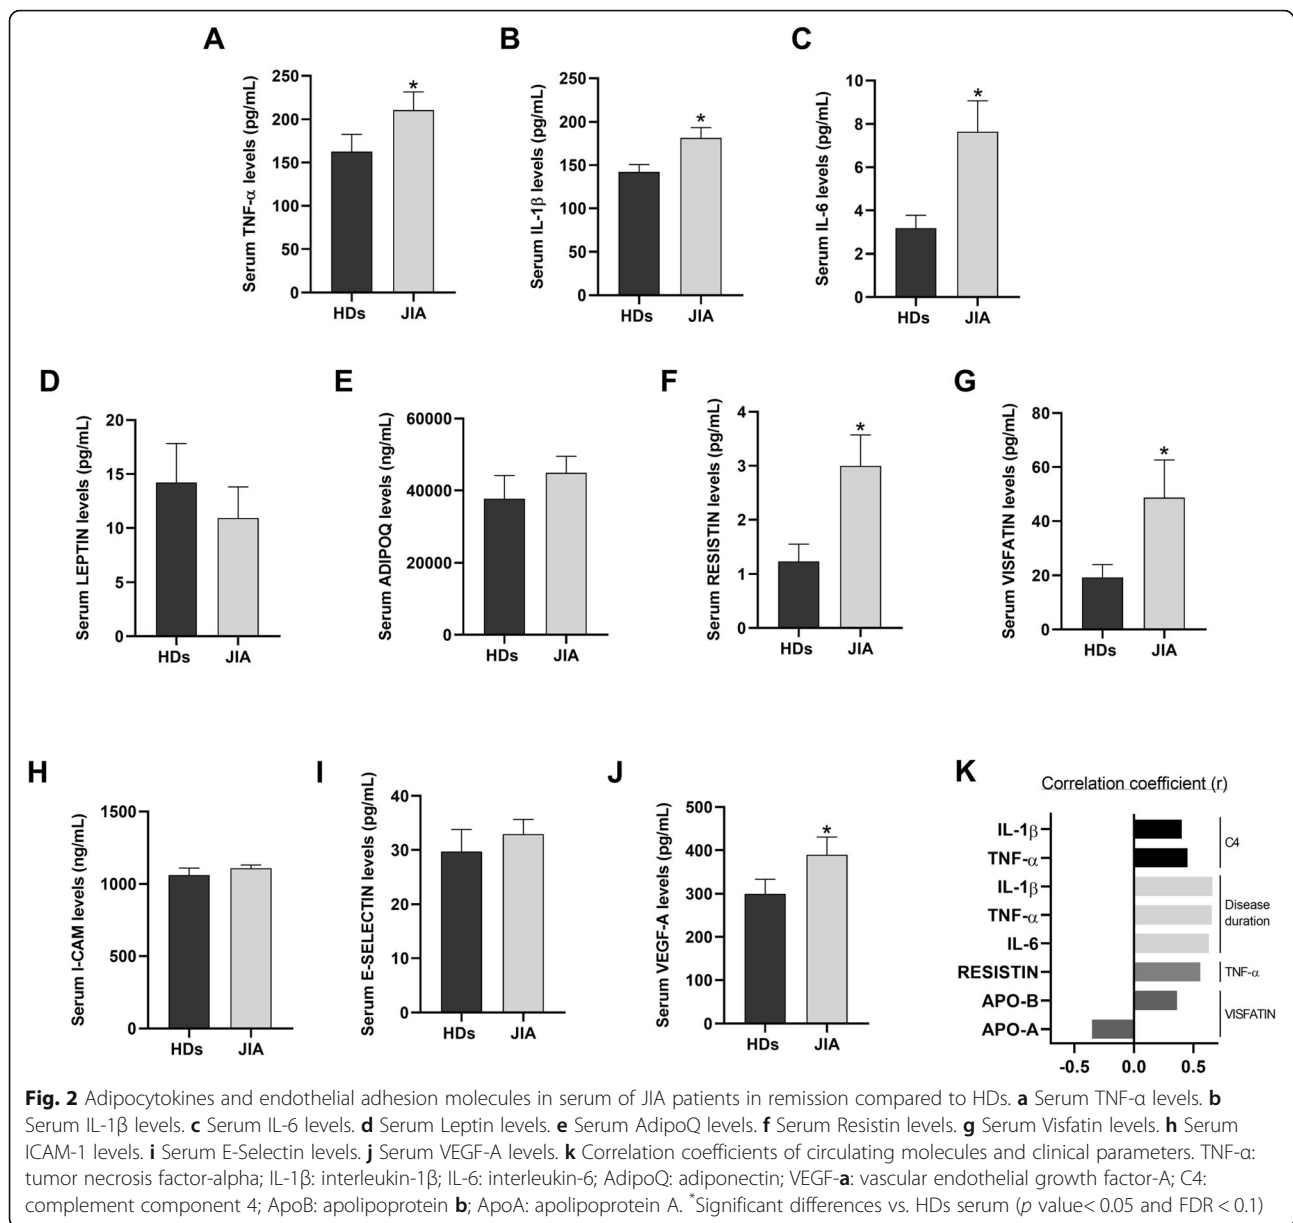 A
Serum TNF-α levels (pg/mL)
250
200
150
100
50
0
*
HDs JIA
B
Serum IL-1β levels (pg/mL)
250
200
150
100
50
0
*
HDs JIA
C
Serum IL-6 levels (pg/mL)
10
8
6
4
2
0
*
HDs JIA
D
Serum LEPTIN levels (pg/mL)
20
15
10
5
0
HDs JIA
E
Serum ADIPOQ levels (ng/mL)
60000
40000
20000
0
HDs JIA
F
Serum RESISTIN levels (pg/mL)
4
3
2
1
0
*
HDs JIA
G
Serum VISFATIN levels (pg/mL)
80
60
40
20
0
*
HDs JIA
H
Serum I-CAM levels (ng/mL)
1500
1000
500
0
HDs JIA
I
Serum E-SELECTIN levels (pg/mL)
40
30
20
10
0
HDs JIA
J
Serum VEGF-A levels (pg/mL)
500
400
300
200
100
0
*
HDs JIA
K
Correlation coefficient (r)
IL-1β
TNF-α
C4
IL-1β
TNF-α
IL-6
Disease
duration
RESISTIN
TNF-α
APO-B
APO-A
VISFATIN
-0.5 0.0 0.5
Fig. 2 Adipocytokines and endothelial adhesion molecules in serum of JIA patients in remission compared to HDs. a Serum TNF-α levels. b
Serum IL-1β levels. c Serum IL-6 levels. d Serum Leptin levels. e Serum AdipoQ levels. f Serum Resistin levels. g Serum Visfatin levels. h Serum
ICAM-1 levels. i Serum E-Selectin levels. j Serum VEGF-A levels. k Correlation coefficients of circulating molecules and clinical parameters. TNF-α:
tumor necrosis factor-alpha; IL-1β: interleukin-1β; IL-6: interleukin-6; AdipoQ: adiponectin; VEGF-a: vascular endothelial growth factor-A; C4:
complement component 4; ApoB: apolipoprotein b; ApoA: apolipoprotein A. *Significant differences vs. HDs serum (p value< 0.05 and FDR < 0.1)